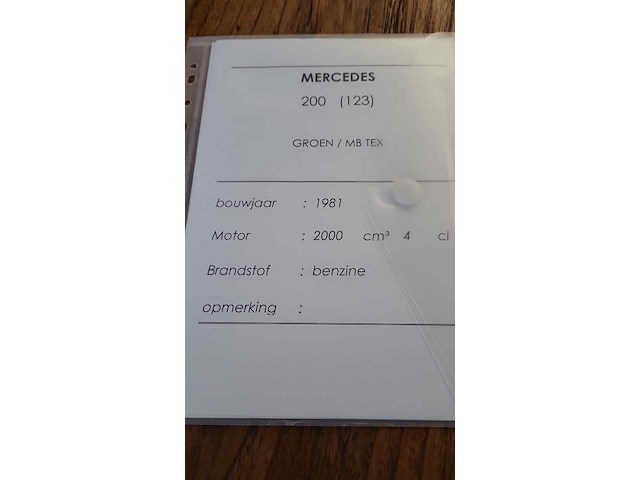 MERCEDES
200 (123)
GROEN / MB TEX
bouwjaar : 1981
Motor : 2000 cm³ 4 cl
Brandstof : benzine
opmerking :